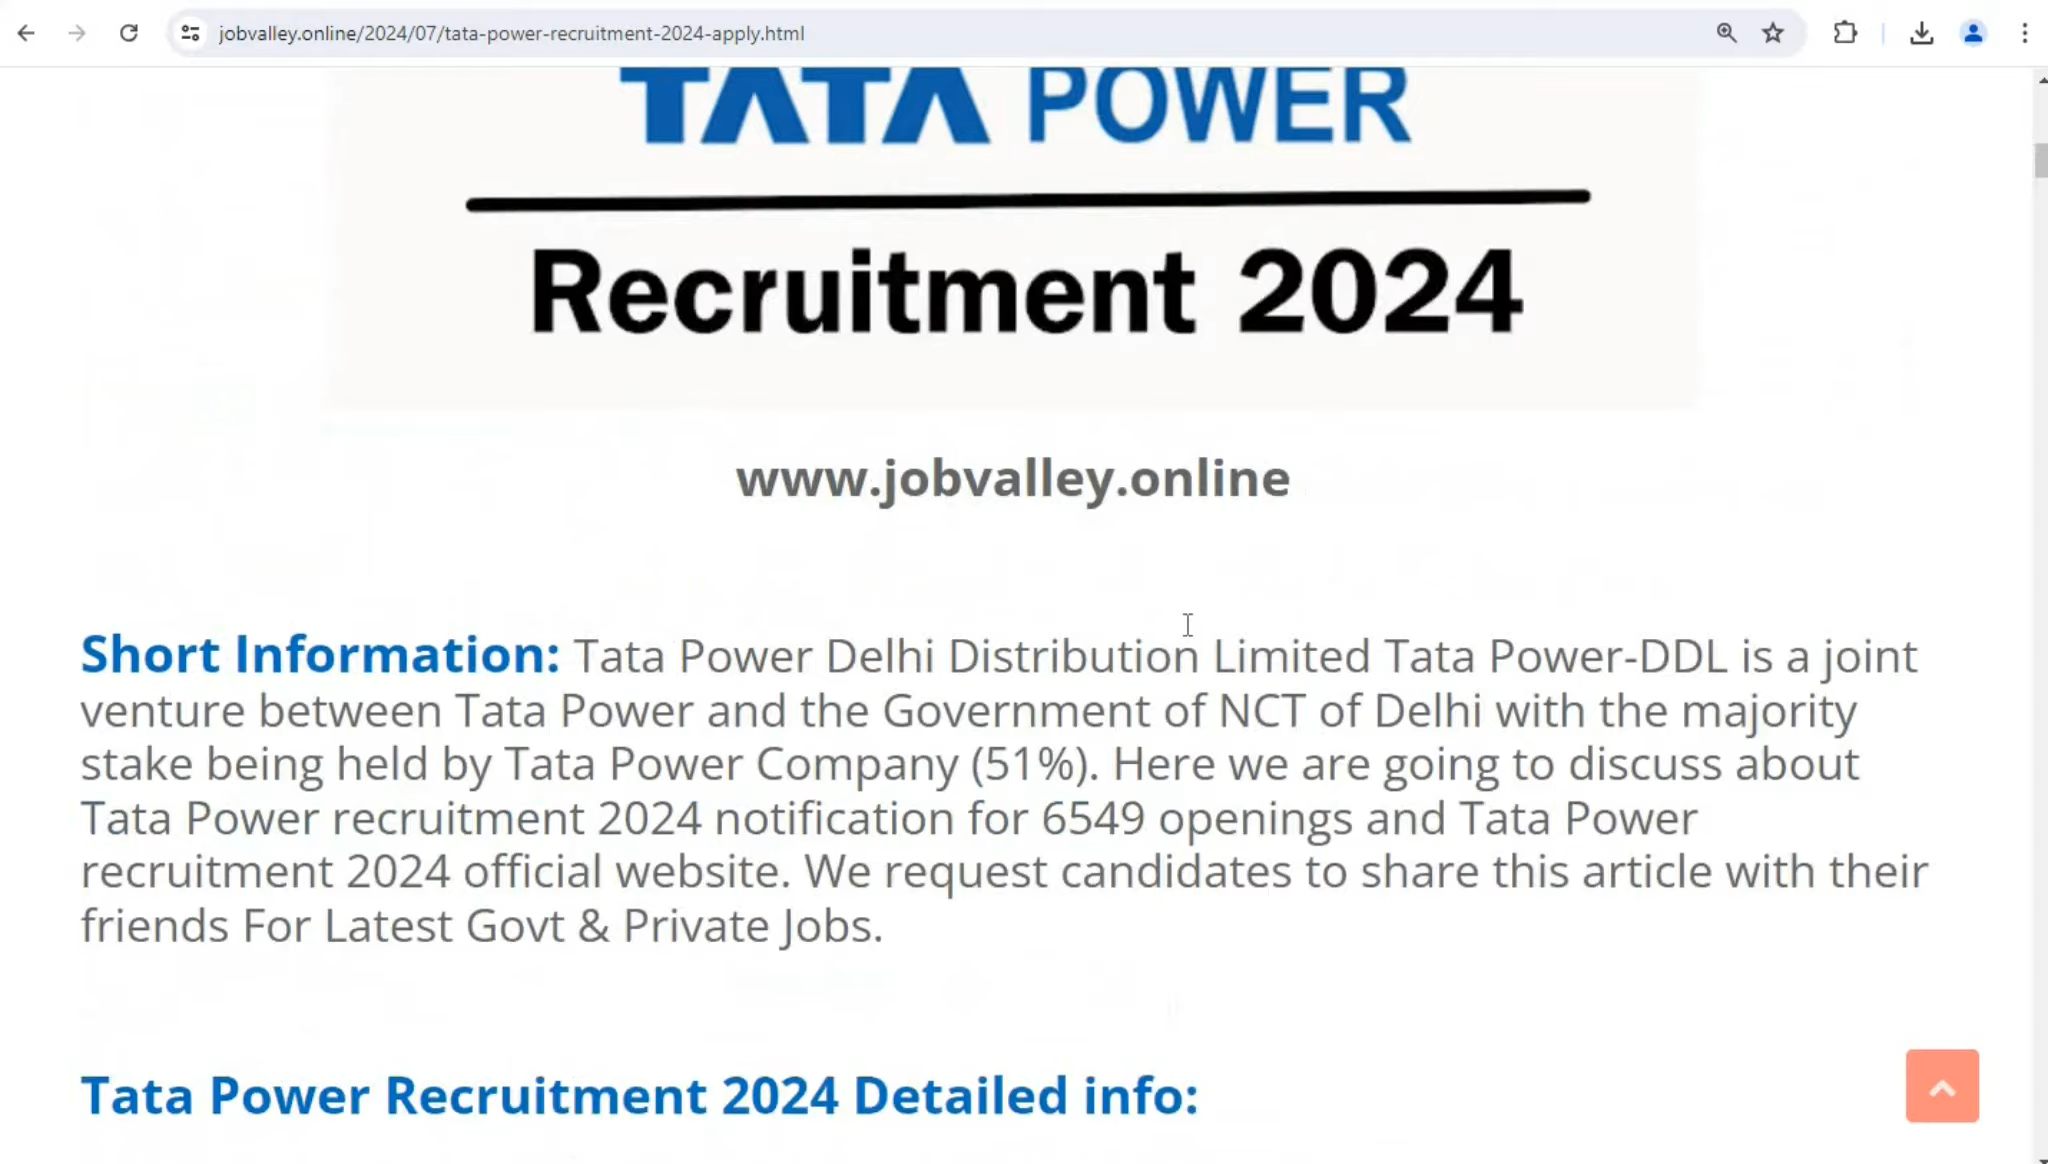 jobvalley.online/2024/07/tata-power-recruitment-2024-apply.html
TATA POWER
Recruitment 2024
www.jobvalley.online
Short Information: Tata Power Delhi Distribution Limited Tata Power-DDL is a joint
venture between Tata Power and the Government of NCT of Delhi with the majority
stake being held by Tata Power Company (51%). Here we are going to discuss about
Tata Power recruitment 2024 notification for 6549 openings and Tata Power
recruitment 2024 official website. We request candidates to share this article with their
friends For Latest Govt & Private Jobs.
Tata Power Recruitment 2024 Detailed info: